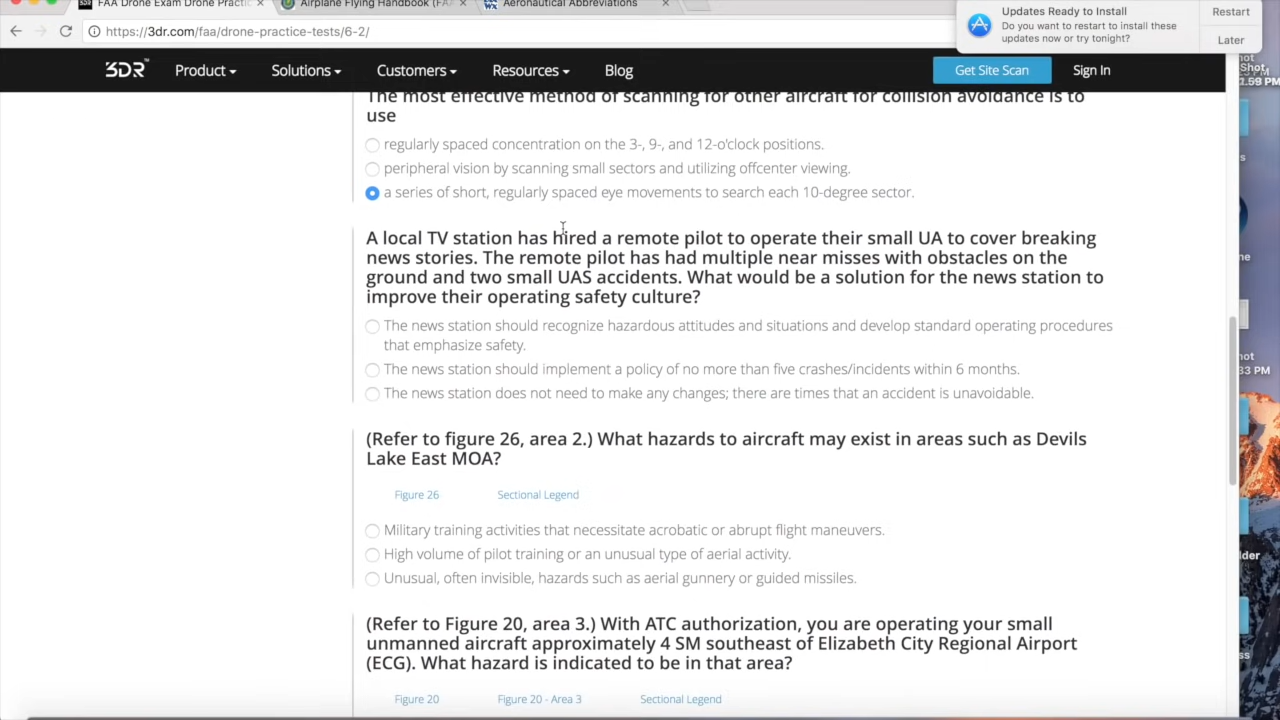 FAA Drone Exam Drone Practi
Airplane Flying Handbook (FAA
Aeronautical Abbreviations
Updates Ready to Install
Do you want to restart to install these
updates now or try tonight?
Restart
Later
https://3dr.com/faa/drone-practice-tests/6-2/
3DR
Product
Solutions
Customers
Resources
Blog
Get Site Scan
Sign In
The most effective method of scanning for other aircraft for collision avoidance is to
use
regularly spaced concentration on the 3-, 9-, and 12-o'clock positions.
peripheral vision by scanning small sectors and utilizing offcenter viewing.
a series of short, regularly spaced eye movements to search each 10-degree sector.
A local TV station has hired a remote pilot to operate their small UA to cover breaking
news stories. The remote pilot has had multiple near misses with obstacles on the
ground and two small UAS accidents. What would be a solution for the news station to
improve their operating safety culture?
The news station should recognize hazardous attitudes and situations and develop standard operating procedures
that emphasize safety.
The news station should implement a policy of no more than five crashes/incidents within 6 months.
The news station does not need to make any changes; there are times that an accident is unavoidable.
(Refer to figure 26, area 2.) What hazards to aircraft may exist in areas such as Devils
Lake East MOA?
Figure 26
Sectional Legend
Military training activities that necessitate acrobatic or abrupt flight maneuvers.
High volume of pilot training or an unusual type of aerial activity.
Unusual, often invisible, hazards such as aerial gunnery or guided missiles.
(Refer to Figure 20, area 3.) With ATC authorization, you are operating your small
unmanned aircraft approximately 4 SM southeast of Elizabeth City Regional Airport
(ECG). What hazard is indicated to be in that area?
Figure 20
Figure 20 - Area 3
Sectional Legend
Shot
1.59 PM
hot
33 PM
lder